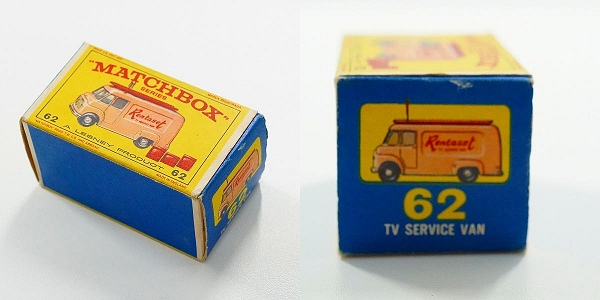 "MATCHBOX"
SERIES
Rentaset
62
A LESNEY PRODUCT
62
62
Rentaset
62
TV SERVICE VAN